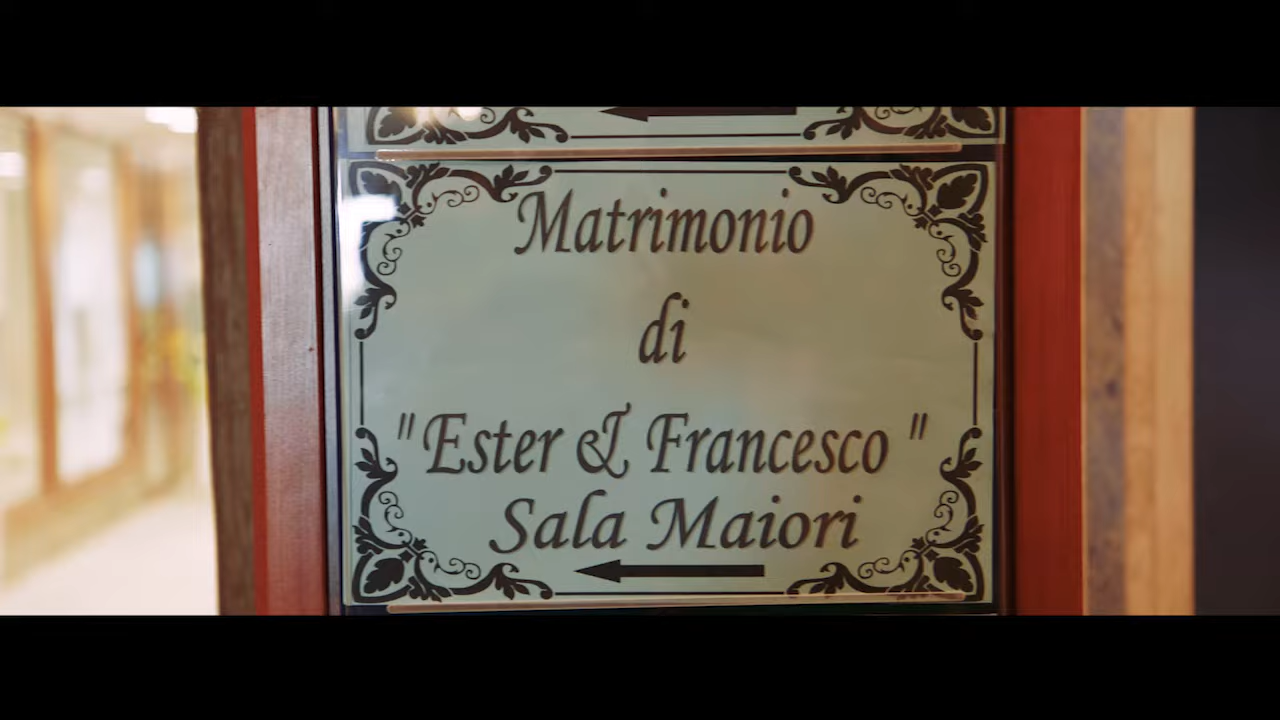 Matrimonio
di
"Ester & Francesco "
Sala Maiori